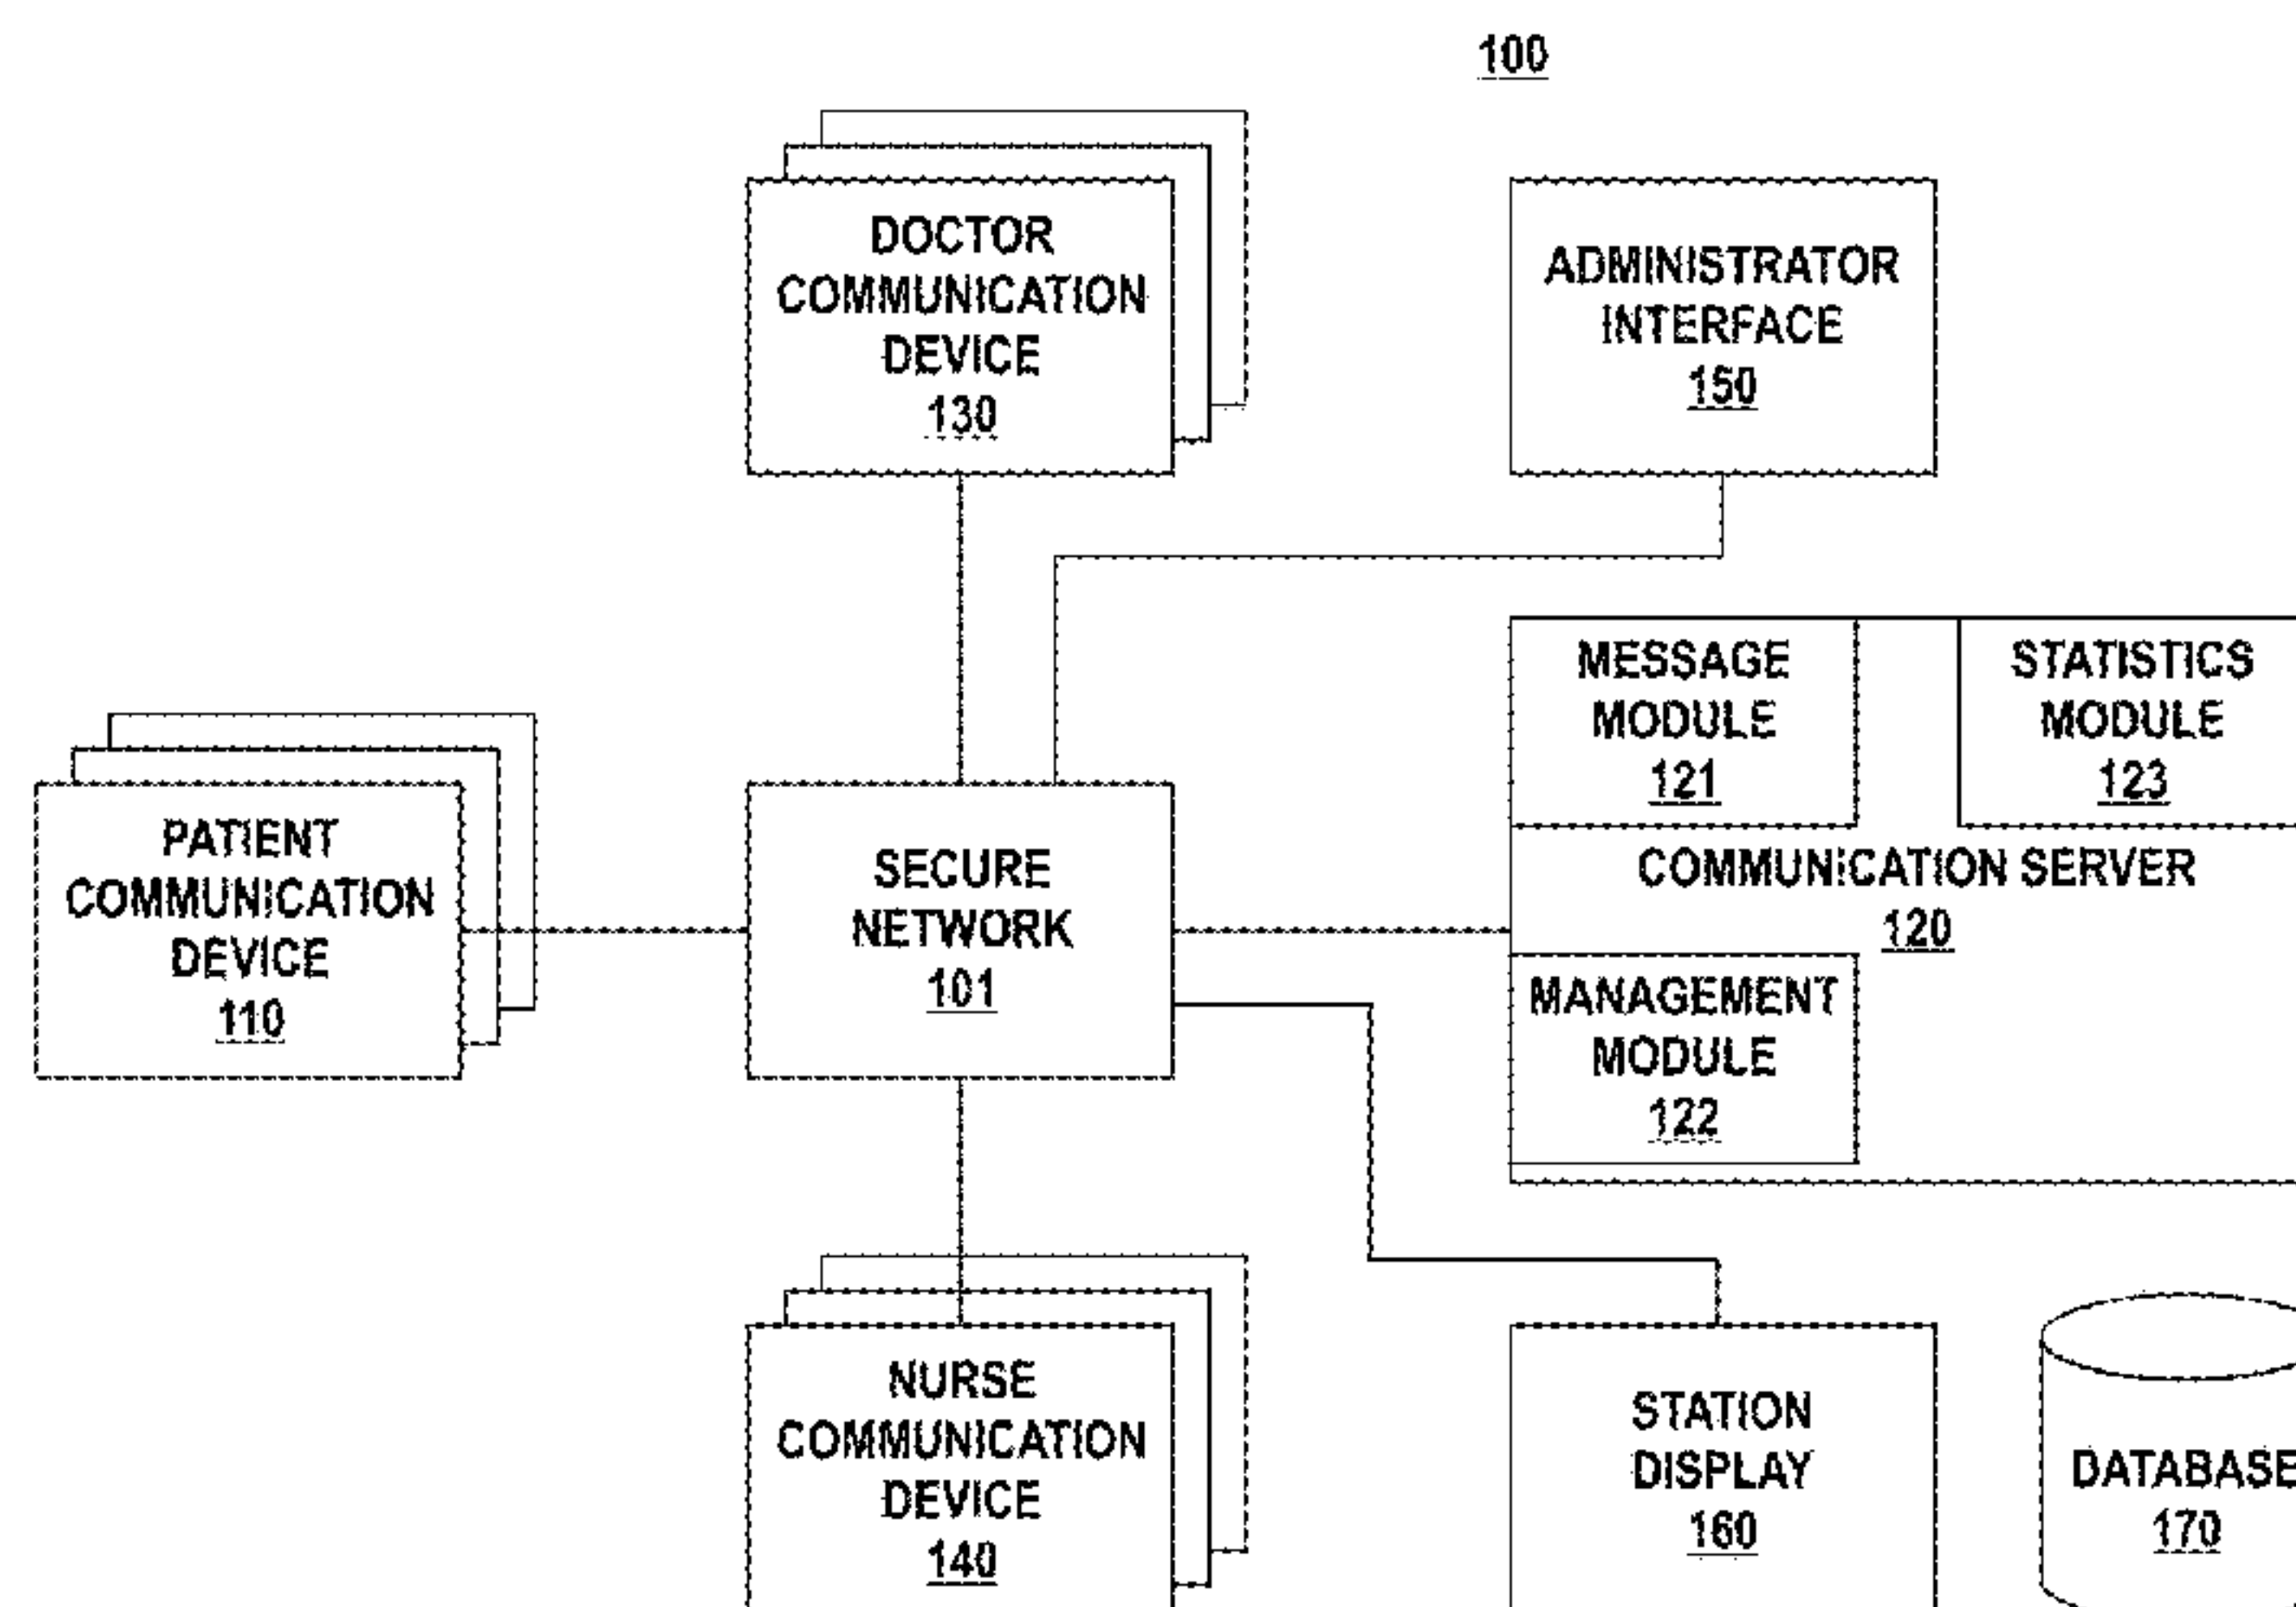 100
DOCTOR
COMMUNICATION
DEVICE
130
ADMINISTRATOR
INTERFACE
150
MESSAGE
MODULE
121
STATISTICS
MODULE
123
PATIENT
COMMUNICATION
DEVICE
110
SECURE
NETWORK
101
COMMUNICATION SERVER
120
MANAGEMENT
MODULE
122
NURSE
COMMUNICATION
DEVICE
140
STATION
DISPLAY
160
DATABASE
170